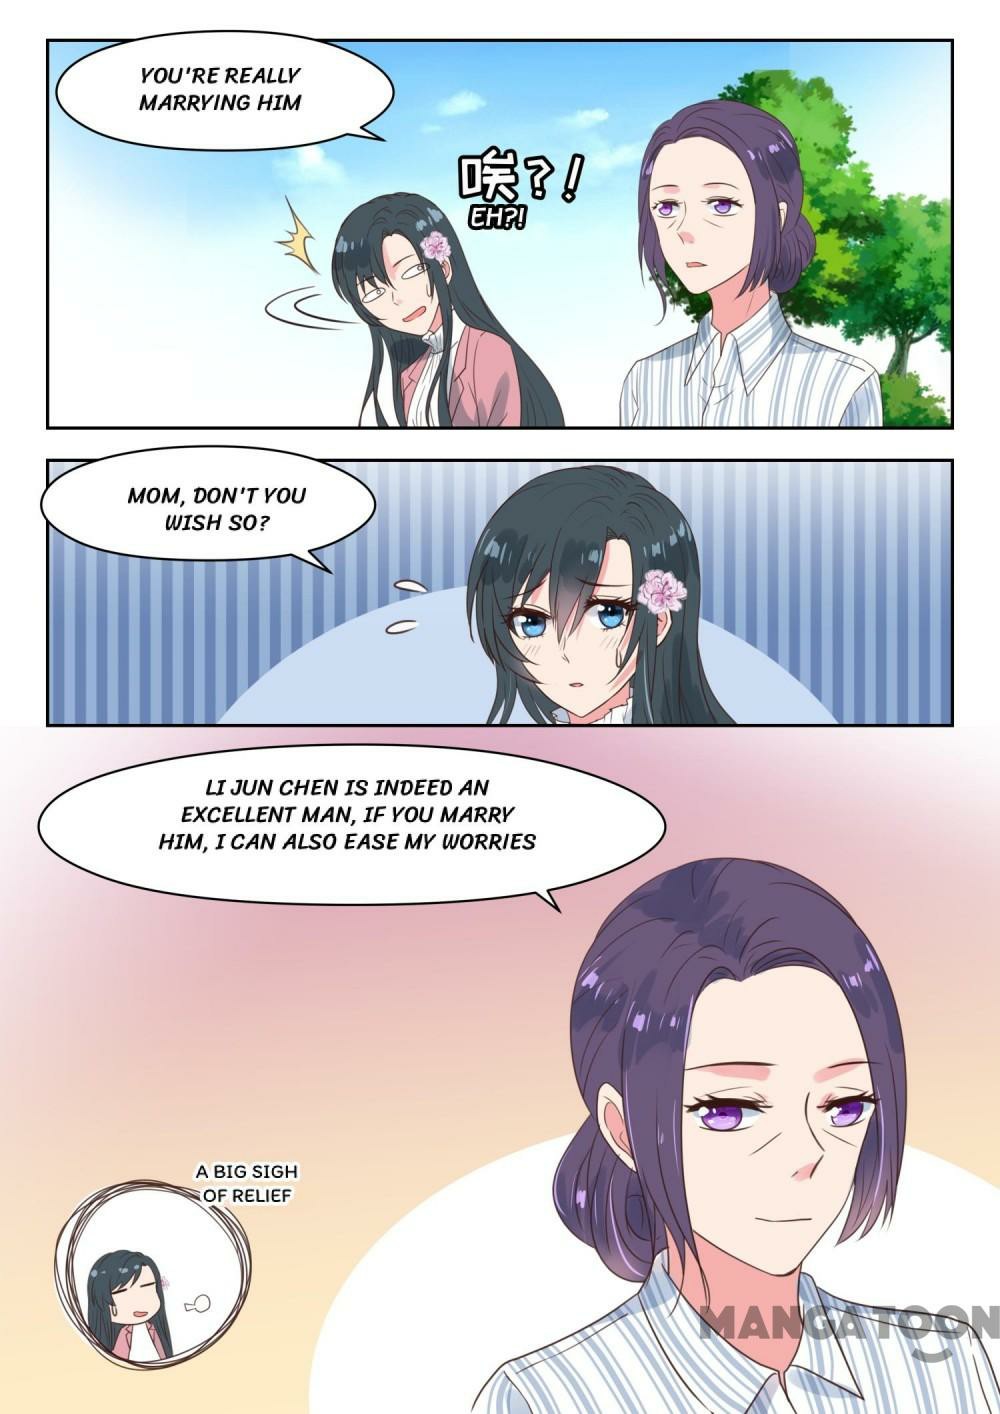 YOU'RE REALLY
MARRYING HIM
唉?!
EH?!
MOM, DON'T YOU
WISH SO?
LI JUN CHEN IS INDEED AN
EXCELLENT MAN, IF YOU MARRY
HIM, I CAN ALSO EASE MY WORRIES
A BIG SIGH
OF RELIEF
MANGATOON